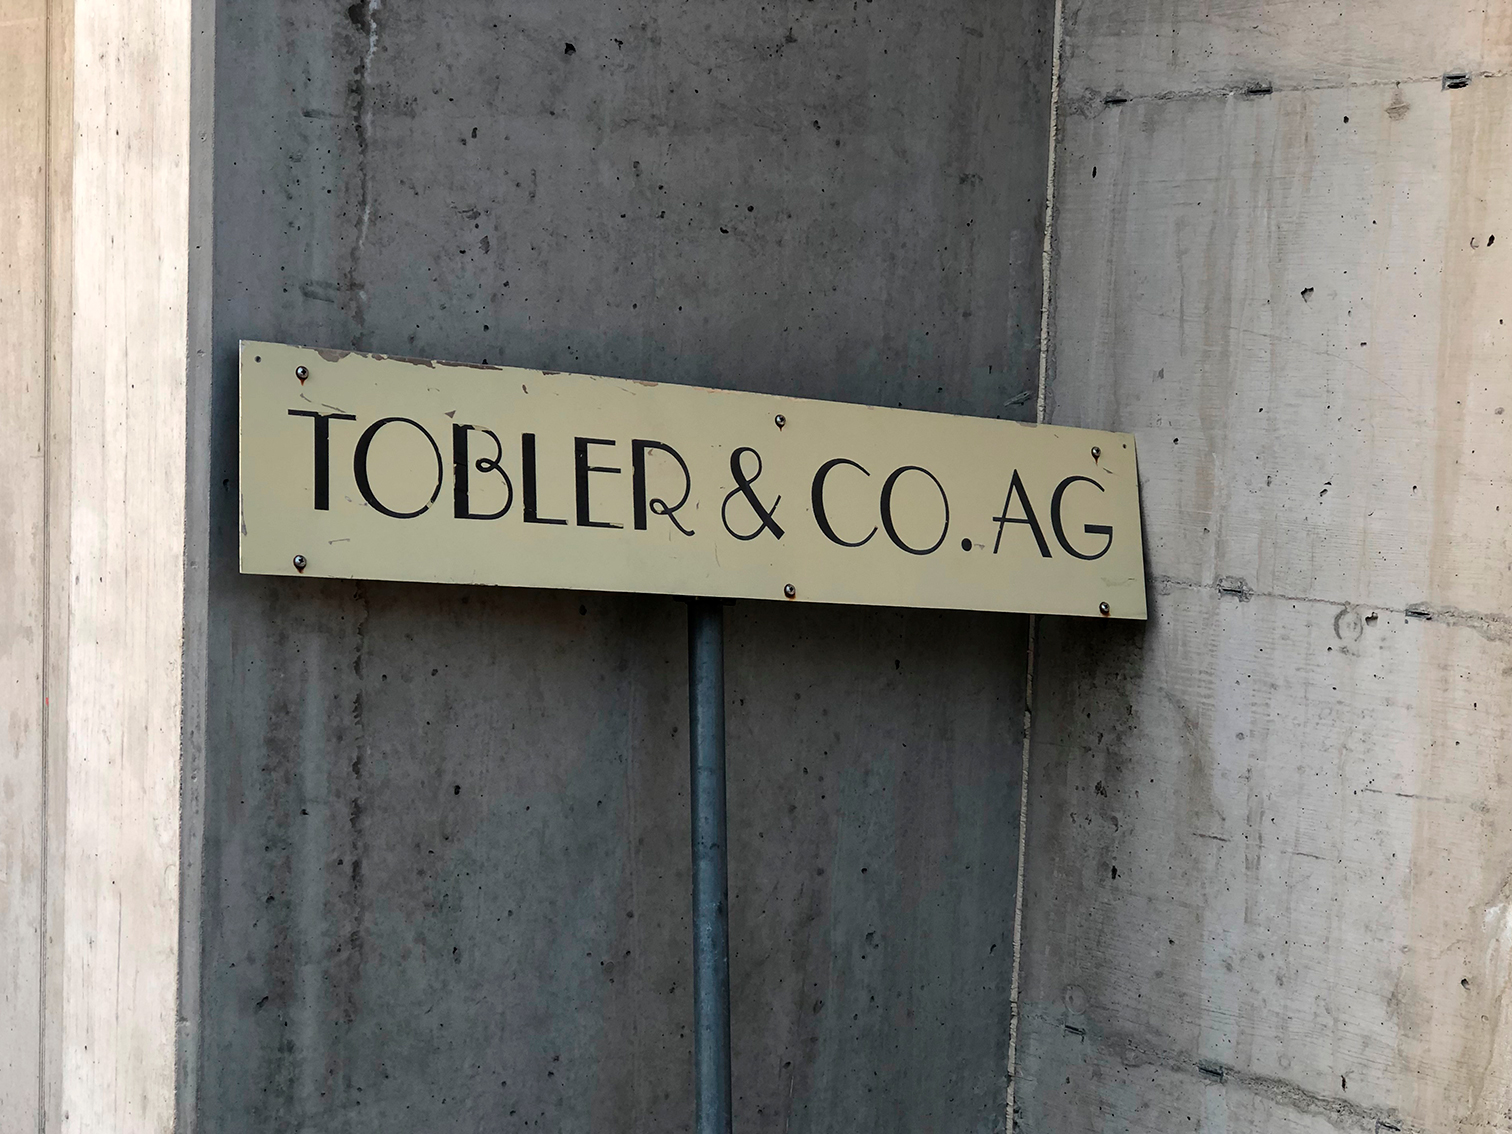 TOBLER & CO. AG